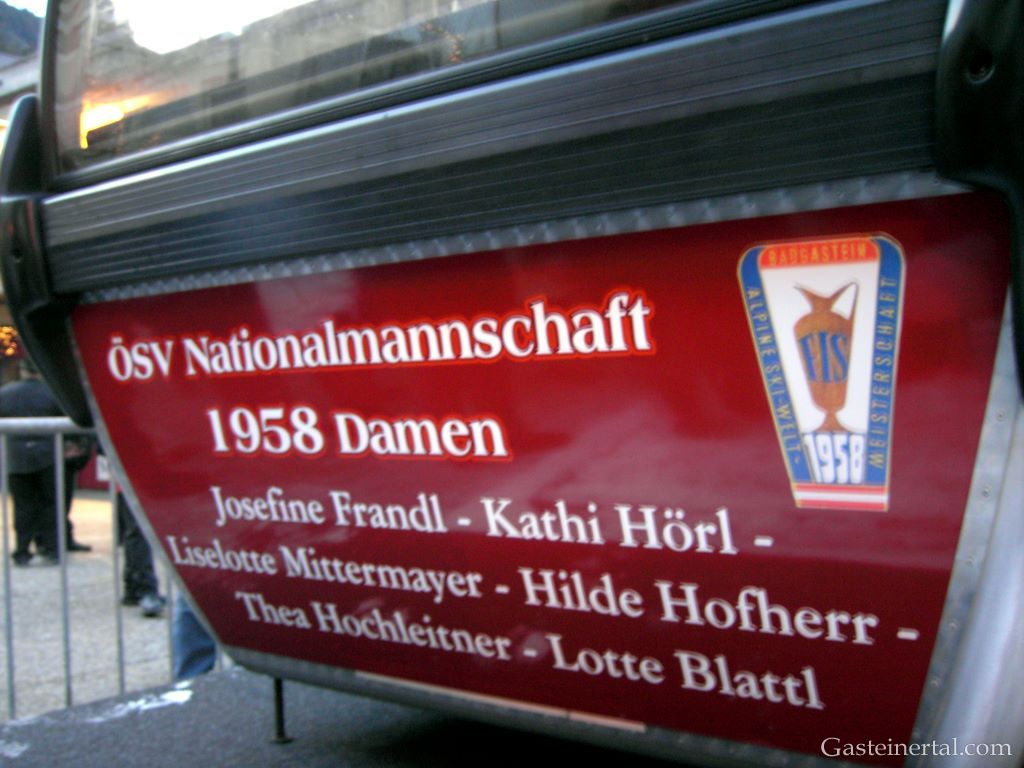 ÖSV Nationalmannschaft
1958 Damen
Josefine Frandl - Kathi Hörl -
Liselotte Mittermayer - Hilde Hofherr -
Thea Hochleitner - Lotte Blattl
BADGASTEIN
ALPINE SKI-WELT-
MEISTERSCHAFT
FIS
1958
Gasteinertal.com